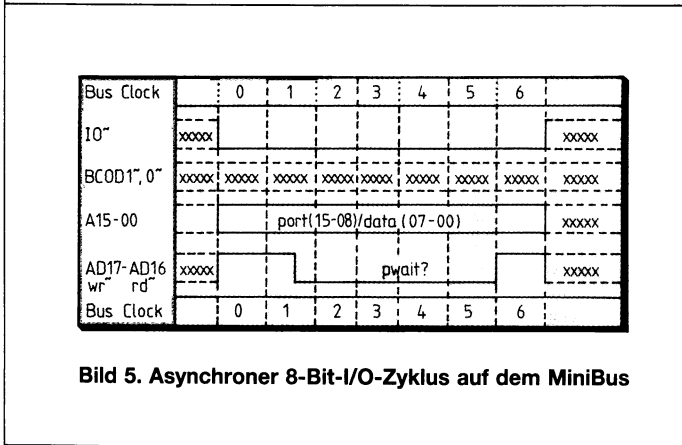 Bus Clock 0 1 2 3 4 5 6
IO~ xxxxx xxxxx
BCOD1~, 0~ xxxxx xxxxx xxxxx xxxxx xxxxx xxxxx xxxxx xxxxx xxxxx
A15-00 port(15-08)/data (07-00) xxxxx
AD17-AD16 xxxxx pwait? xxxxx
wr~ rd~
Bus Clock 0 1 2 3 4 5 6
Bild 5. Asynchroner 8-Bit-I/O-Zyklus auf dem MiniBus